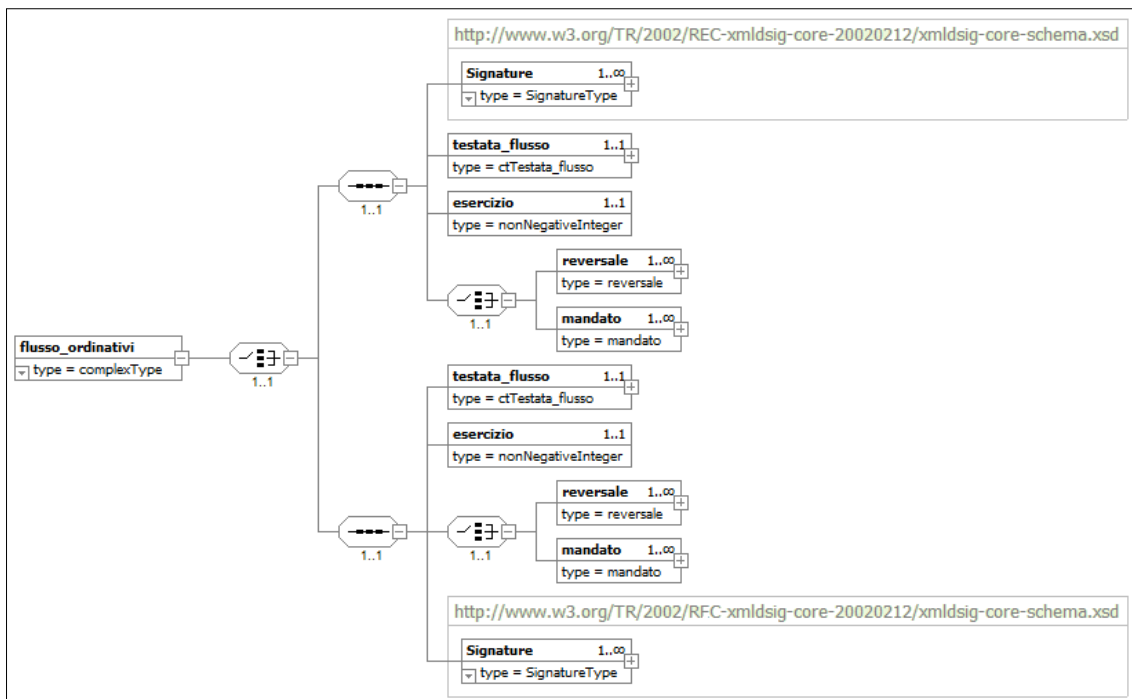 http://www.w3.org/TR/2002/REC-xmldsig-core-20020212/xmldsig-core-schema.xsd
Signature 1..∞
type = SignatureType
testata_flusso 1..1
type = ctTestata_flusso
1..1
esercizio 1..1
type = nonNegativeInteger
reversale 1..∞
type = reversale
1..1
mandato 1..∞
type = mandato
flusso_ordinativi
type = complexType
1..1
testata_flusso 1..1
type = ctTestata_flusso
esercizio 1..1
type = nonNegativeInteger
reversale 1..∞
type = reversale
1..1
1..1
mandato 1..∞
type = mandato
http://www.w3.org/TR/2002/REC-xmldsig-core-20020212/xmldsig-core-schema.xsd
Signature 1..∞
type = SignatureType